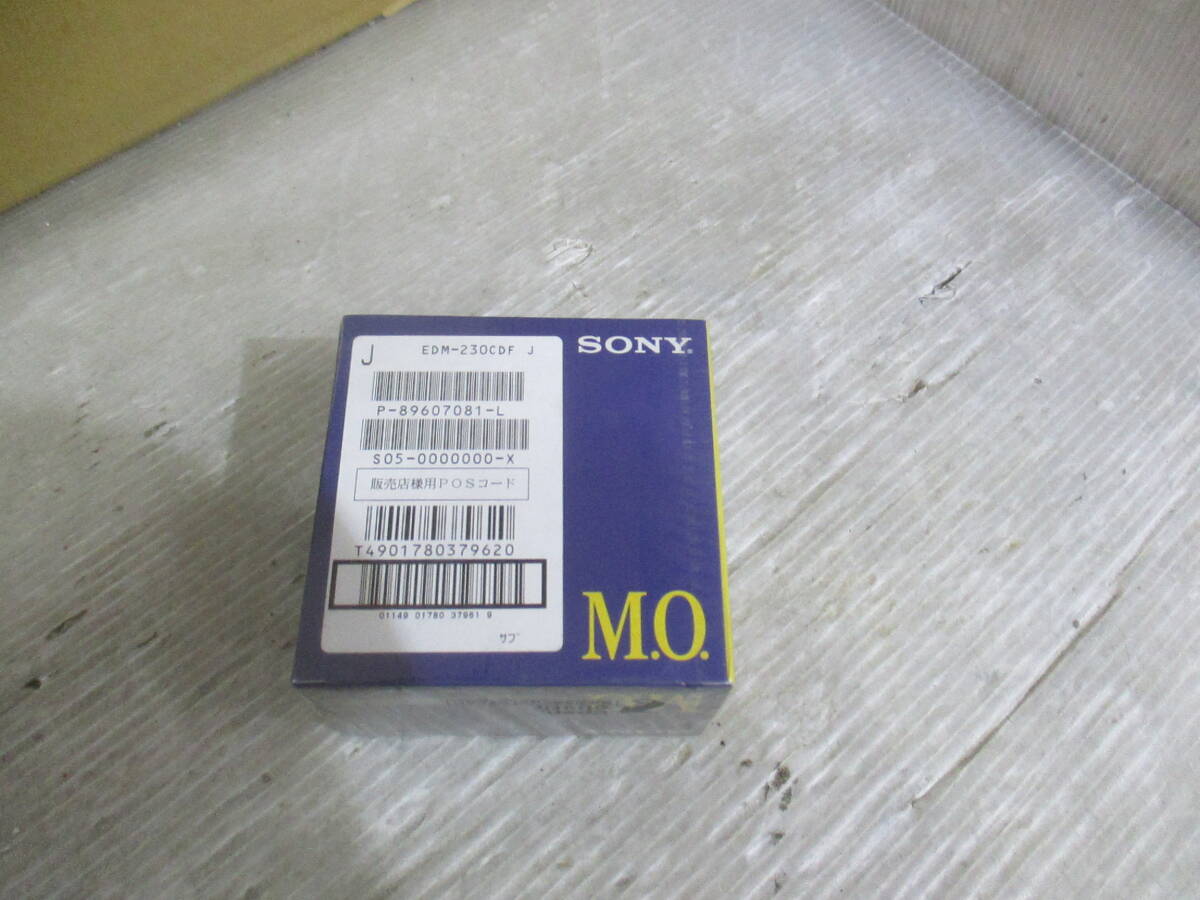 J EDM-230CDF J
SONY
P-89607081-L
S05-0000000-X
販売店様用POSコード
T4901780379620
01149 01780 37961 9
ｻﾌﾞ
M.O.